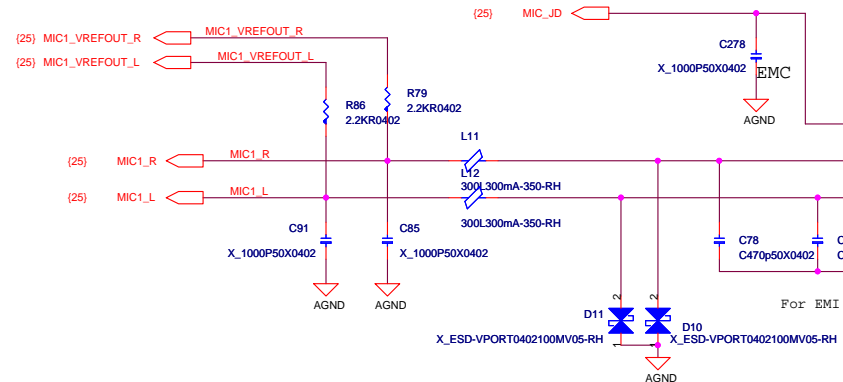 {25} MIC_JD
MIC1_VREFOUT_R
{25} MIC1_VREFOUT_R
C278
MIC1_VREFOUT_L
{25} MIC1_VREFOUT_L
X_1000P50X0402
EMC
R79
2.2KR0402
R86
2.2KR0402
AGND
L11
{25} MIC1_R
MIC1_R
L12
300L300mA-350-RH
{25} MIC1_L
MIC1_L
300L300mA-350-RH
C91
X_1000P50X0402
C85
X_1000P50X0402
C78
C470p50X0402
C
C
AGND
AGND
For EMI
2
2
D11
D10
X_ESD-VPORT0402100MV05-RH
X_ESD-VPORT0402100MV05-RH
1
1
AGND